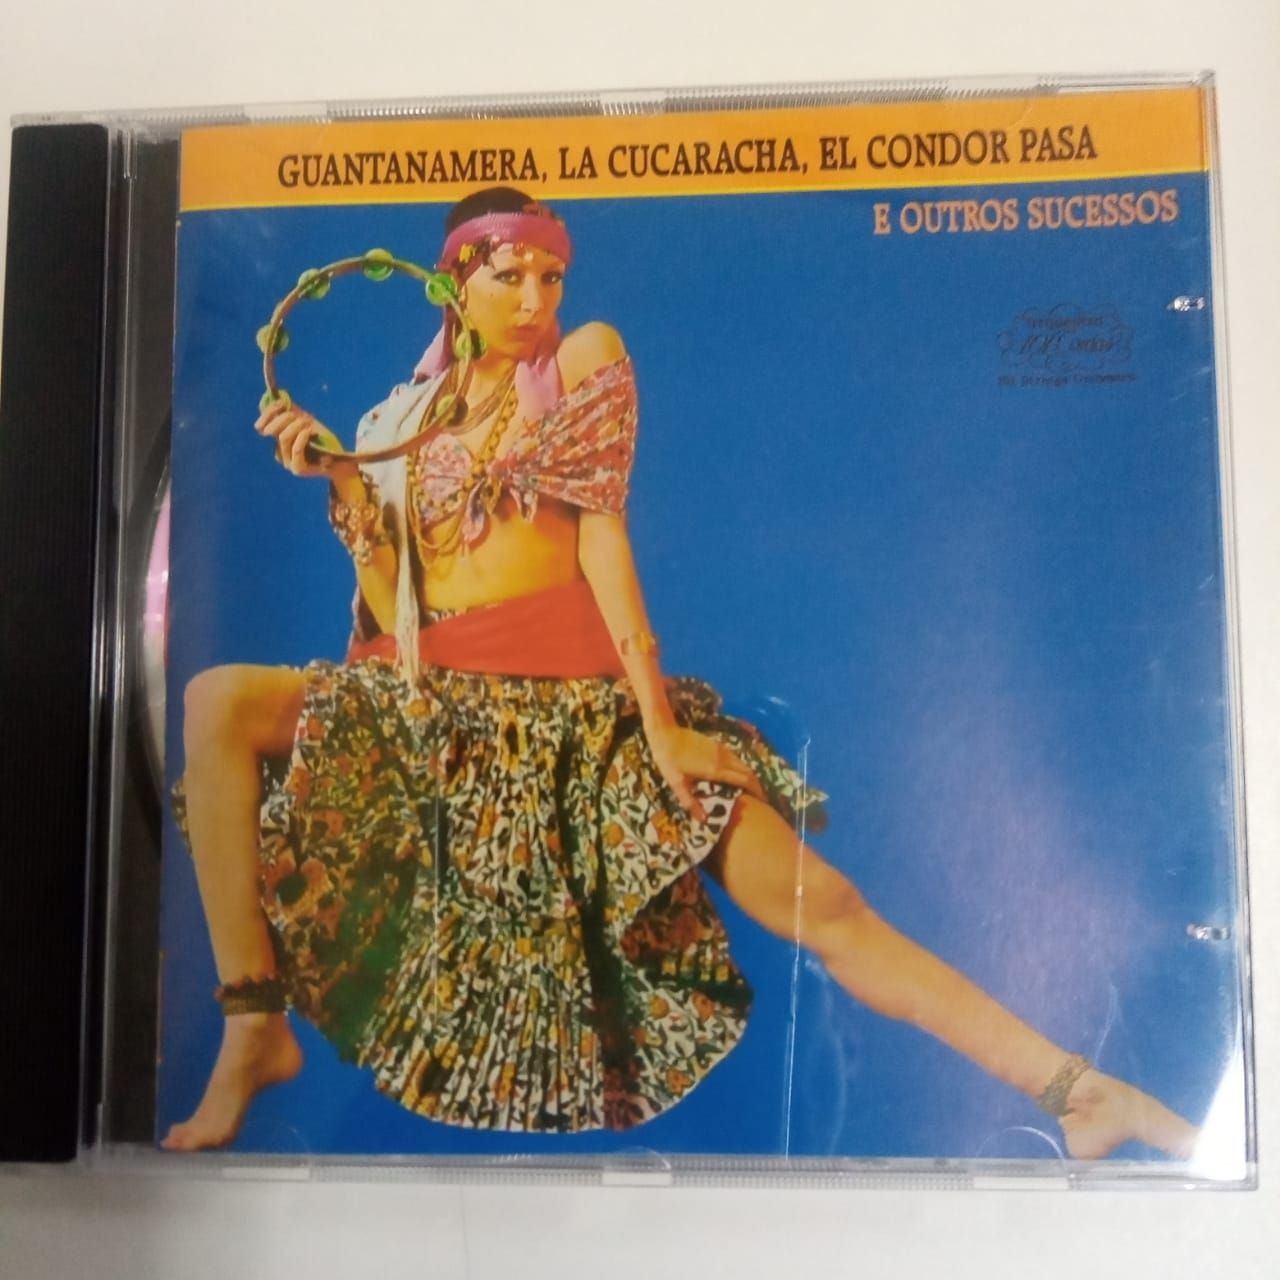 GUANTANAMERA, LA CUCARACHA, EL CONDOR PASA
E OUTROS SUCESSOS